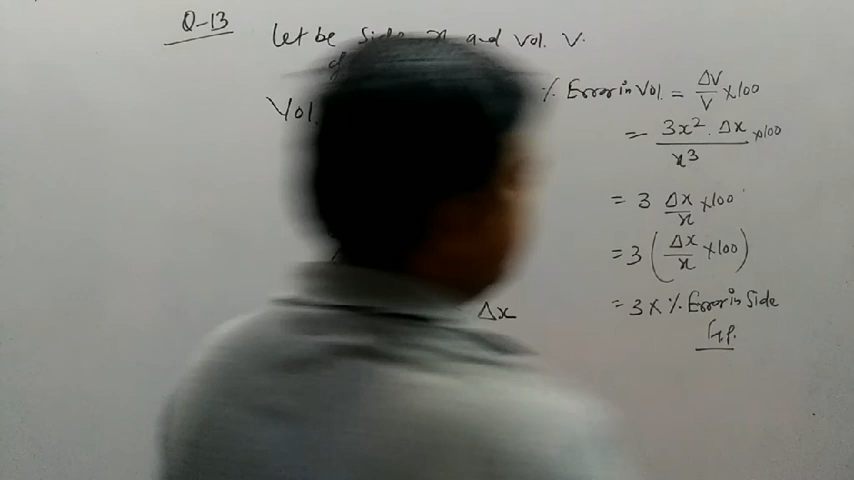 Q-13
Let be Side x and Vol. V.
Vol.
Δx
% Error in Vol. = ΔV/V × 100
= 3x². Δx / x³ × 100
= 3 Δx/x × 100
= 3 (Δx/x × 100)
= 3 × % Error in Side